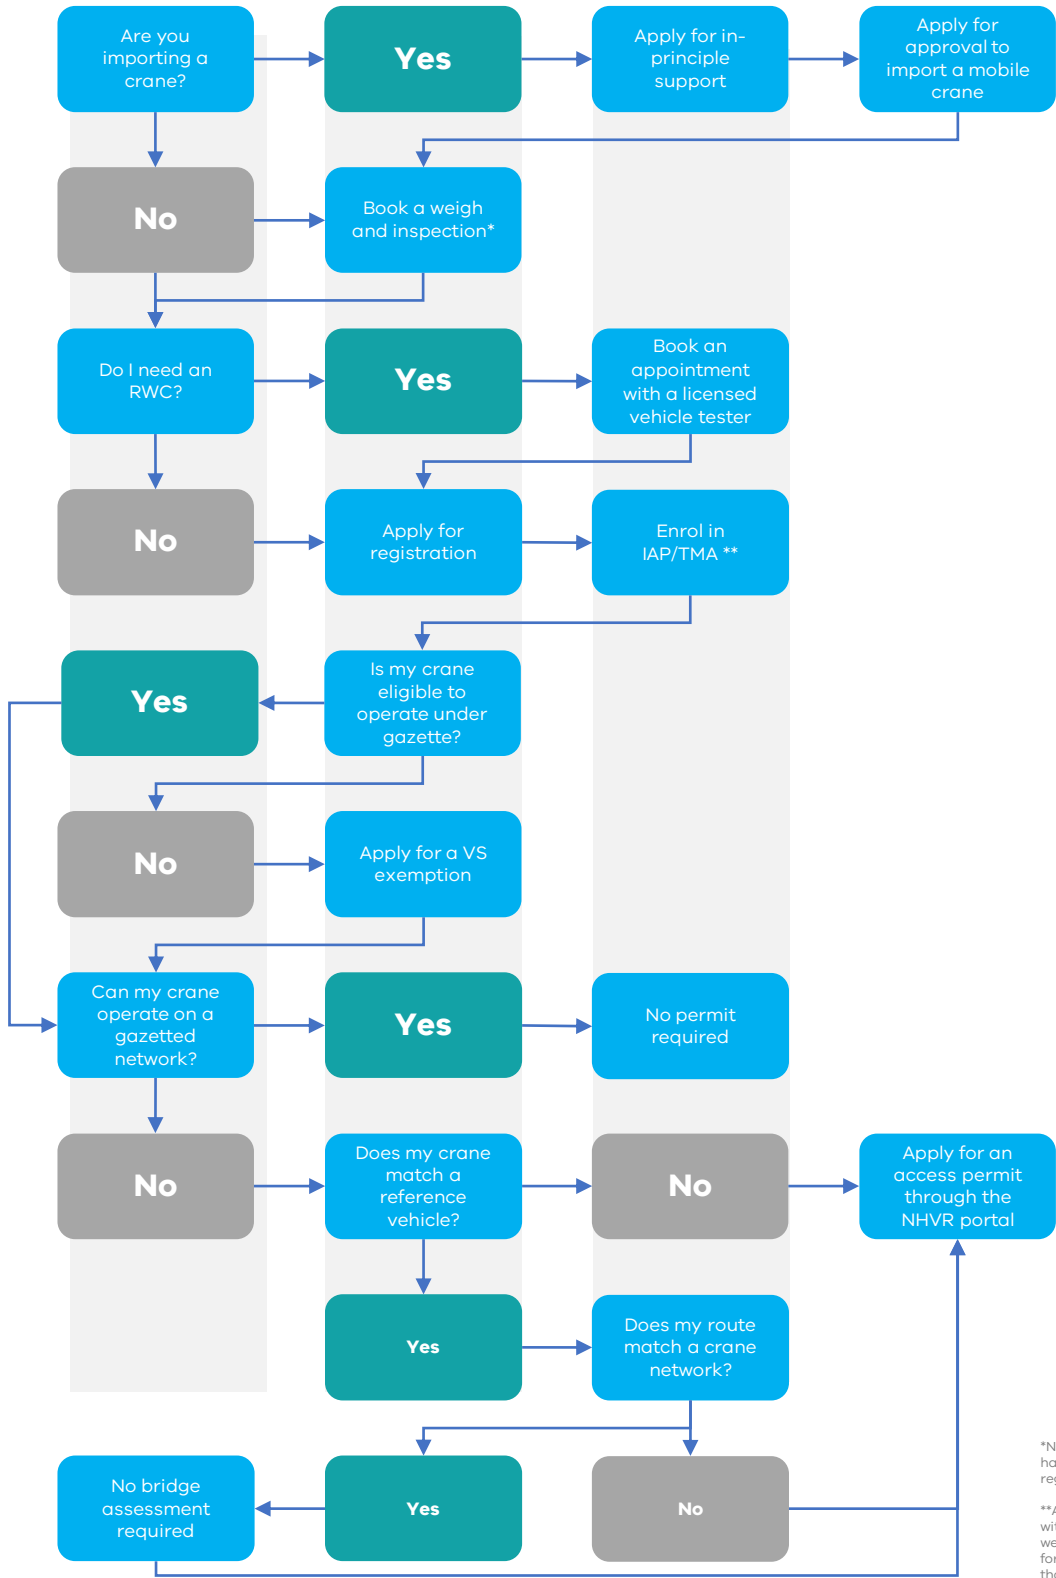 Are you
importing a
crane?
Yes
Apply for in-
principle
support
Apply for
approval to
import a mobile
crane
No
Book a weigh
and inspection*
Do I need an
RWC?
Yes
Book an
appointment
with a licensed
vehicle tester
No
Apply for
registration
Enrol in
IAP/TMA **
Yes
Is my crane
eligible to
operate under
gazette?
No
Apply for a VS
exemption
Can my crane
operate on a
gazetted
network?
Yes
No permit
required
No
Does my crane
match a
reference
vehicle?
No
Apply for an
access permit
through the
NHVR portal
Yes
Does my route
match a crane
network?
No bridge
assessment
required
Yes
No